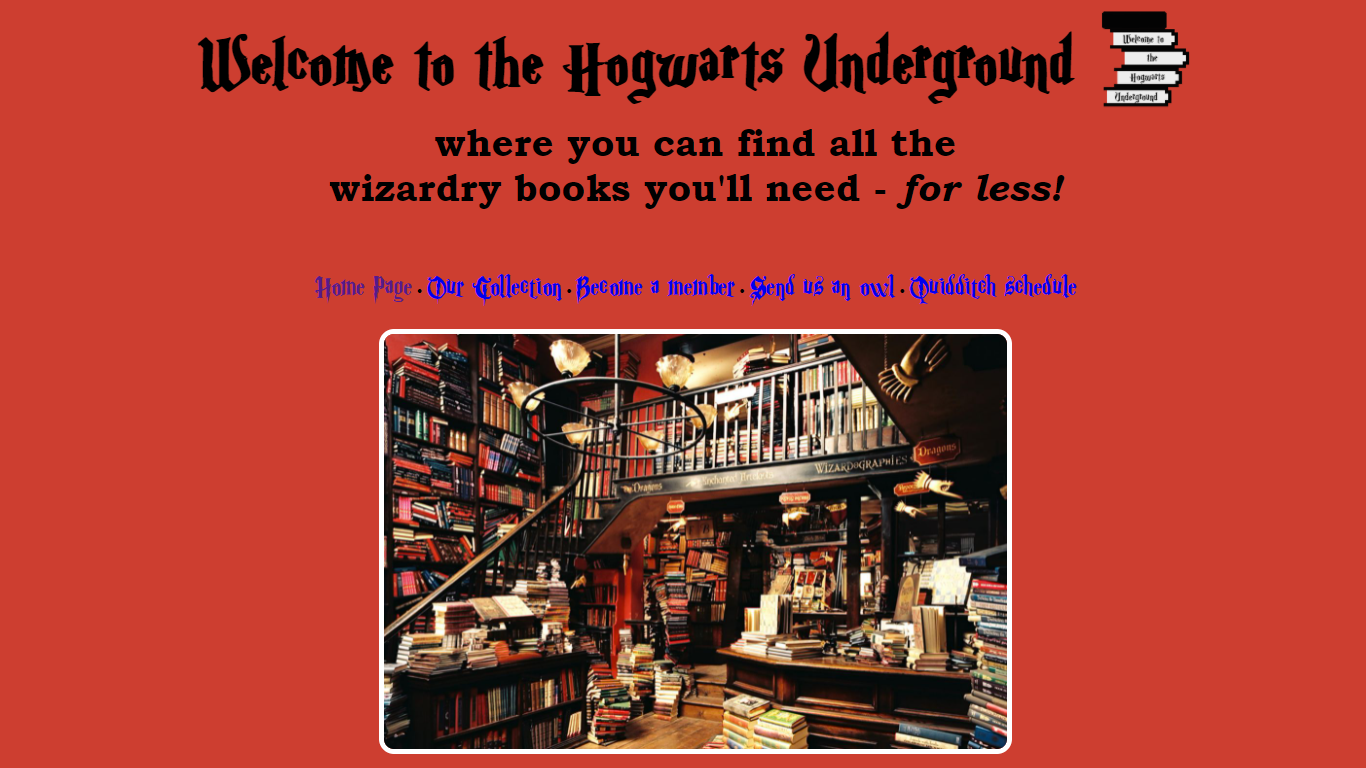 Welcome to the Hogwarts Underground
Welcome to
the
Hogwarts
Underground
where you can find all the
wizardry books you'll need - for less!
Home Page . Our Collection . Become a member . Send us an owl . Quidditch schedule
Dragons
WIZARDOGRAPHIES
Dragons